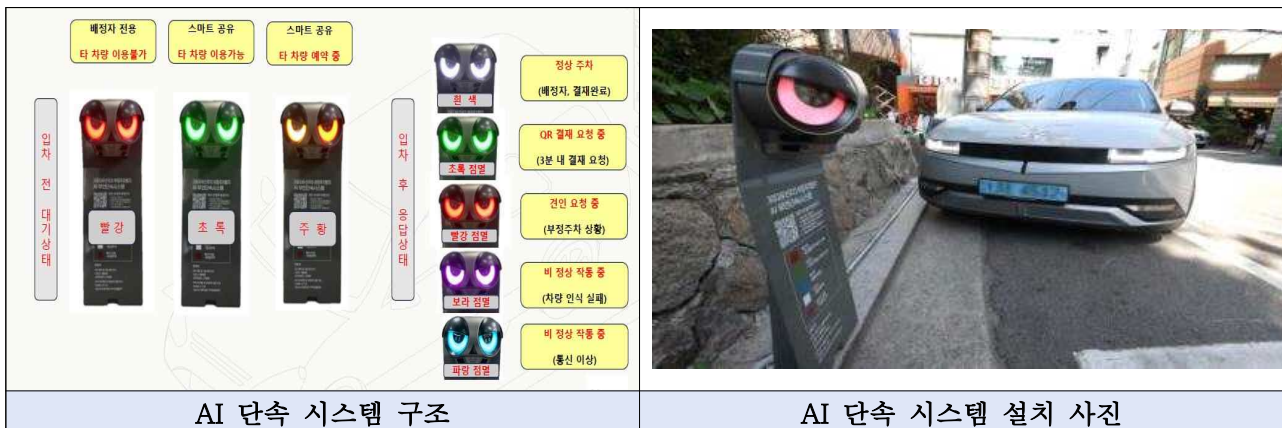 배정자 전용
타 차량 이용불가
스마트 공유
타 차량 이용가능
스마트 공유
타 차량 예약 중
입차 전 대기상태
빨강
초록
주황
입차 후 응답상태
흰색
정상 주차
(배정자, 결재완료)
초록 점멸
QR 결재 요청 중
(3분 내 결재 요청)
빨강 점멸
견인 요청 중
(부정주차 상황)
보라 점멸
비 정상 작동 중
(차량 인식 실패)
파랑 점멸
비 정상 작동 중
(통신 이상)
AI 단속 시스템 구조
AI 단속 시스템 설치 사진